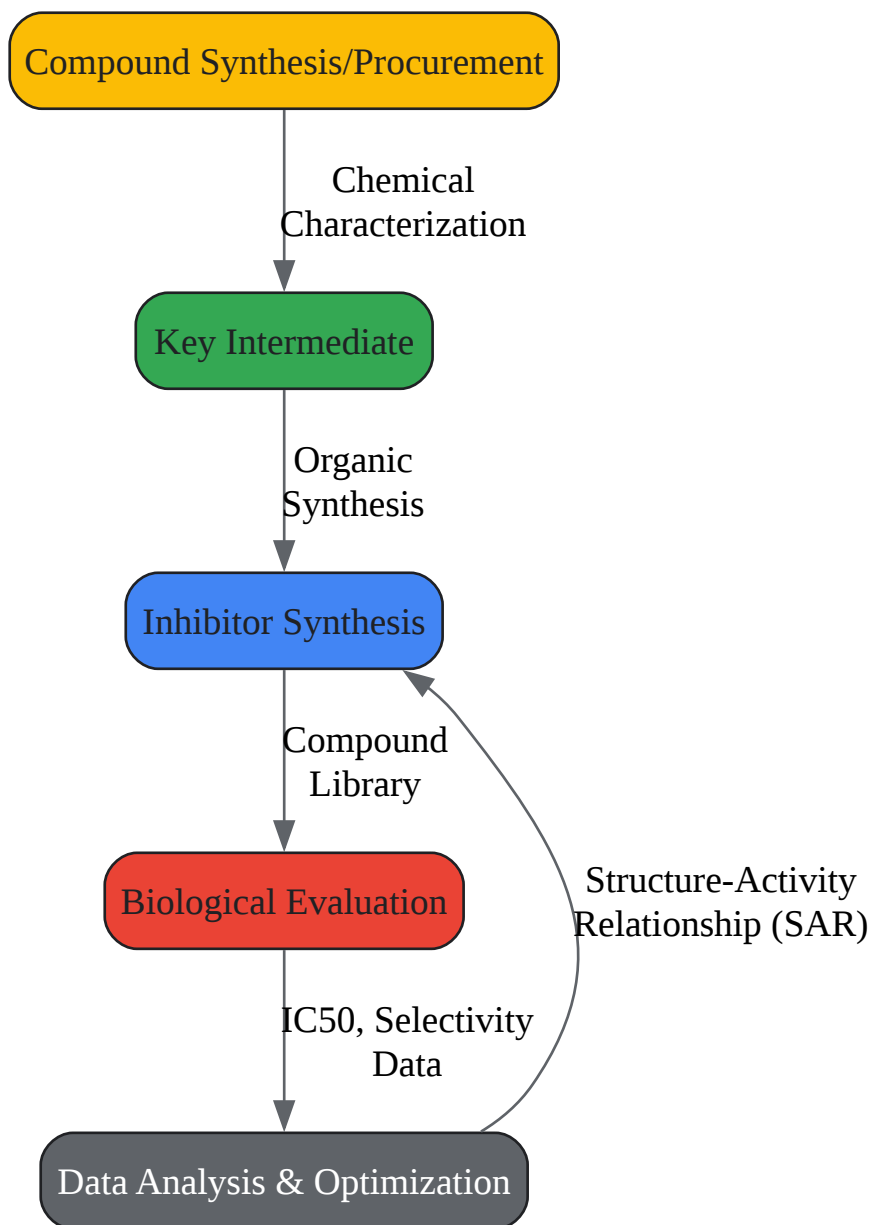 Compound Synthesis/Procurement
Chemical
Characterization
Key Intermediate
Organic
Synthesis
Inhibitor Synthesis
Compound
Library
Biological Evaluation
Structure-Activity
Relationship (SAR)
IC50, Selectivity
Data
Data Analysis & Optimization